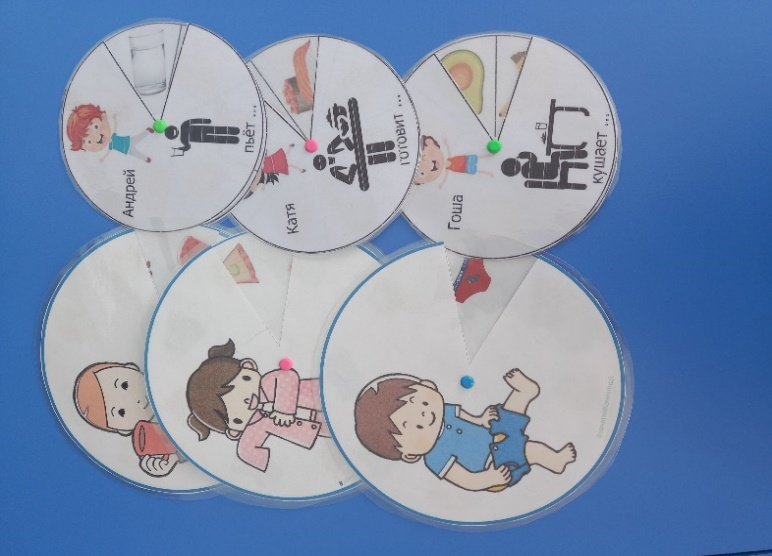 Андрей
пьёт ...
Катя
готовит ...
Гоша
кушает ...